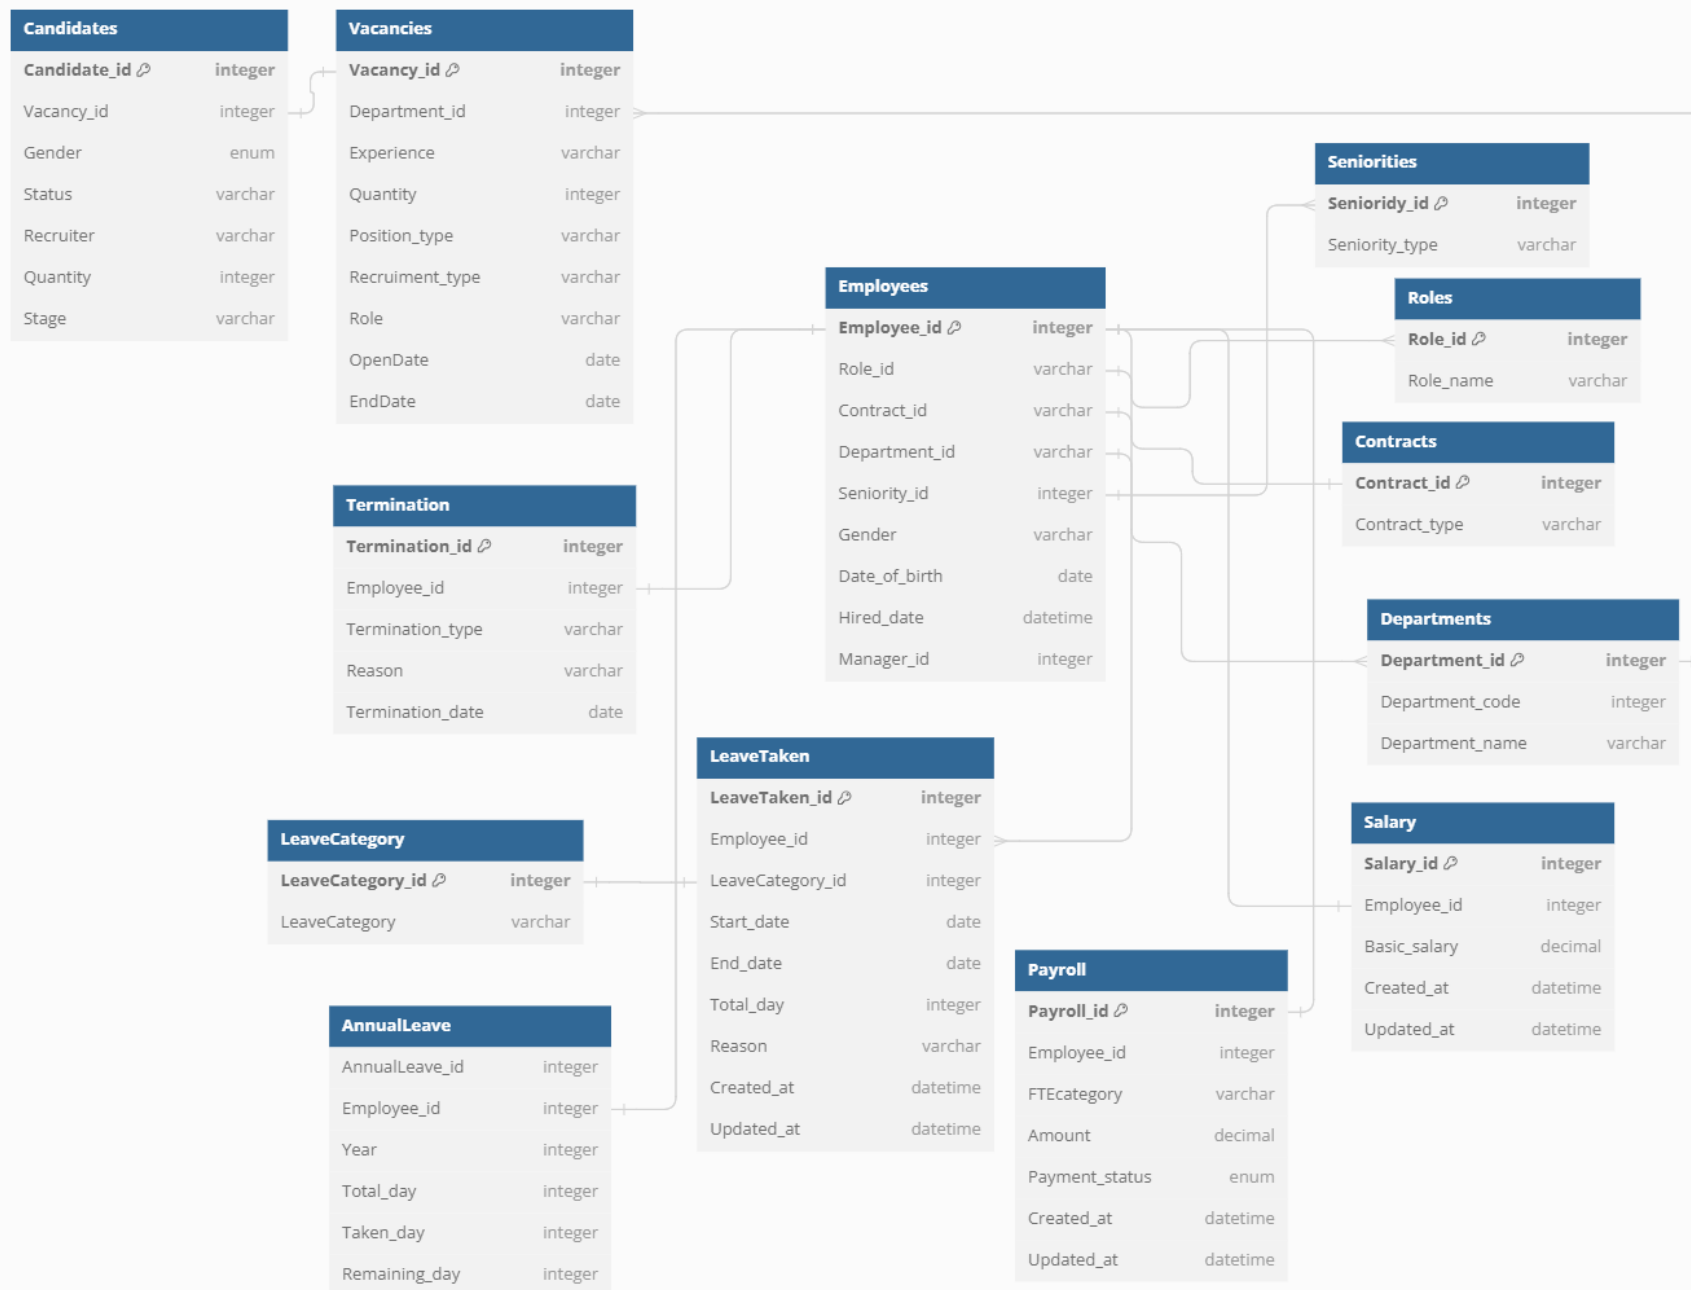 Candidates
Candidate_id integer
Vacancy_id integer
Gender enum
Status varchar
Recruiter varchar
Quantity integer
Stage varchar
Vacancies
Vacancy_id integer
Department_id integer
Experience varchar
Quantity integer
Position_type varchar
Recruiment_type varchar
Role varchar
OpenDate date
EndDate date
Seniorities
Senioridy_id integer
Seniority_type varchar
Employees
Employee_id integer
Role_id varchar
Contract_id varchar
Department_id varchar
Seniority_id integer
Gender varchar
Date_of_birth date
Hired_date datetime
Manager_id integer
Roles
Role_id integer
Role_name varchar
Contracts
Contract_id integer
Contract_type varchar
Termination
Termination_id integer
Employee_id integer
Termination_type varchar
Reason varchar
Termination_date date
Departments
Department_id integer
Department_code integer
Department_name varchar
LeaveTaken
LeaveTaken_id integer
Employee_id integer
LeaveCategory_id integer
Start_date date
End_date date
Total_day integer
Reason varchar
Created_at datetime
Updated_at datetime
LeaveCategory
LeaveCategory_id integer
LeaveCategory varchar
Salary
Salary_id integer
Employee_id integer
Basic_salary decimal
Created_at datetime
Updated_at datetime
Payroll
Payroll_id integer
Employee_id integer
FTEcategory varchar
Amount decimal
Payment_status enum
Created_at datetime
Updated_at datetime
AnnualLeave
AnnualLeave_id integer
Employee_id integer
Year integer
Total_day integer
Taken_day integer
Remaining_day integer